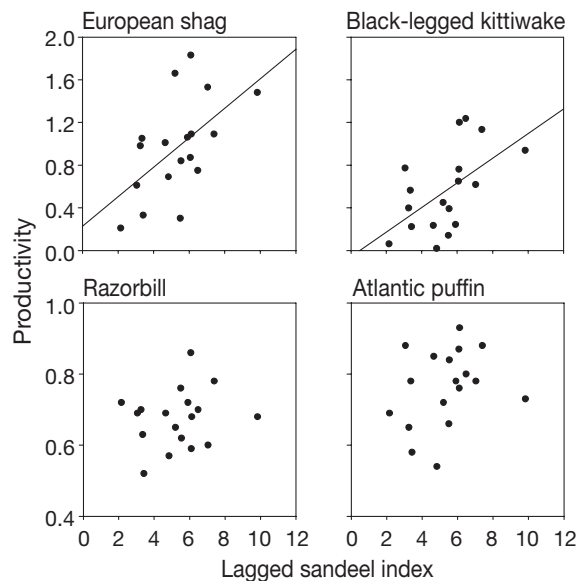 European shag
Black-legged kittiwake
2.0
1.6
1.2
0.8
0.4
0.0
Productivity
Razorbill
Atlantic puffin
1.0
0.8
0.6
0.4
0 2 4 6 8 10 12
0 2 4 6 8 10 12
Lagged sandeel index